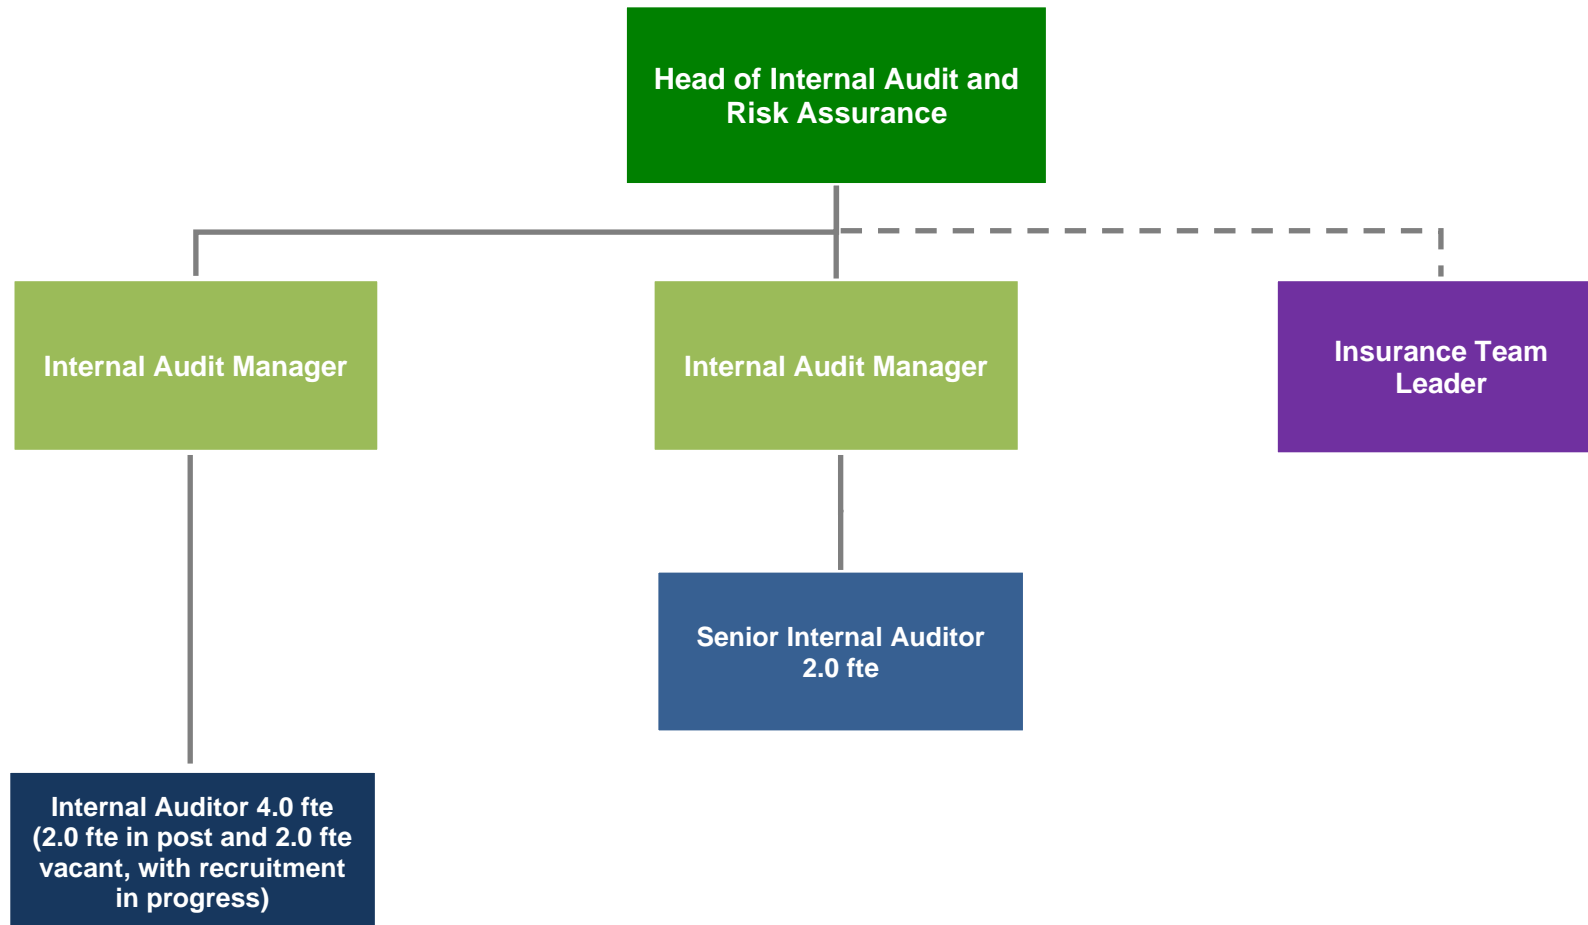 Head of Internal Audit and
Risk Assurance
Internal Audit Manager
Internal Audit Manager
Insurance Team
Leader
Senior Internal Auditor
2.0 fte
Internal Auditor 4.0 fte
(2.0 fte in post and 2.0 fte
vacant, with recruitment
in progress)